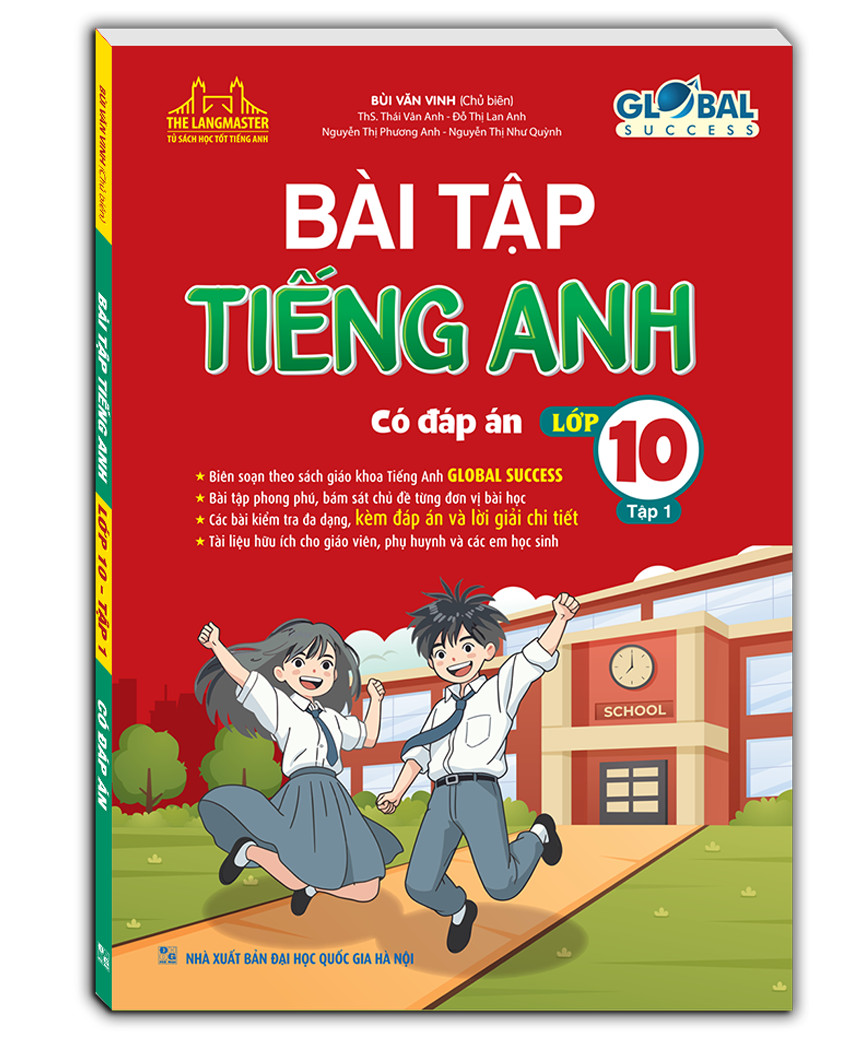 THE LANGMASTER
TỦ SÁCH HỌC TỐT TIẾNG ANH
BÙI VĂN VINH (Chủ biên)
ThS. Thái Vân Anh - Đỗ Thị Lan Anh
Nguyễn Thị Phương Anh - Nguyễn Thị Như Quỳnh
GLOBAL
SUCCESS
BÀI TẬP
TIẾNG ANH
Có đáp án LỚP 10
Tập 1
★ Biên soạn theo sách giáo khoa Tiếng Anh GLOBAL SUCCESS
★ Bài tập phong phú, bám sát chủ đề từng đơn vị bài học
★ Các bài kiểm tra đa dạng, kèm đáp án và lời giải chi tiết
★ Tài liệu hữu ích cho giáo viên, phụ huynh và các em học sinh
SCHOOL
NHÀ XUẤT BẢN ĐẠI HỌC QUỐC GIA HÀ NỘI
BÙI VĂN VINH (Chủ biên)
BÀI TẬP TIẾNG ANH LỚP 10 - TẬP 1 CÓ ĐÁP ÁN